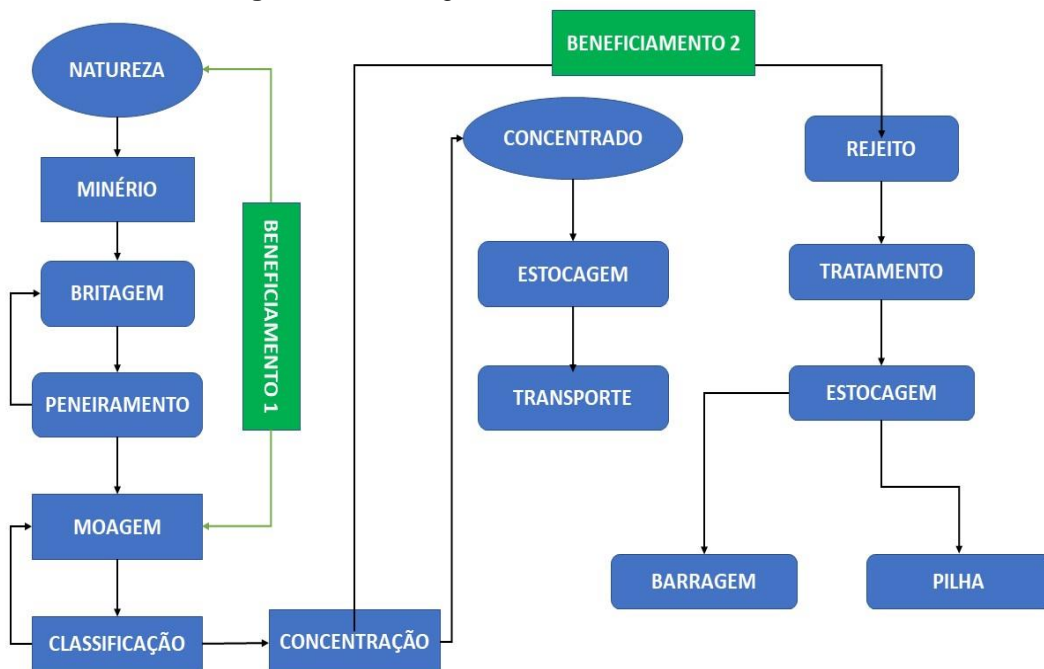 NATUREZA
MINÉRIO
BRITAGEM
PENEIRAMENTO
MOAGEM
CLASSIFICAÇÃO
BENEFICIAMENTO 1
CONCENTRAÇÃO
BENEFICIAMENTO 2
CONCENTRADO
ESTOCAGEM
TRANSPORTE
REJEITO
TRATAMENTO
ESTOCAGEM
BARRAGEM
PILHA